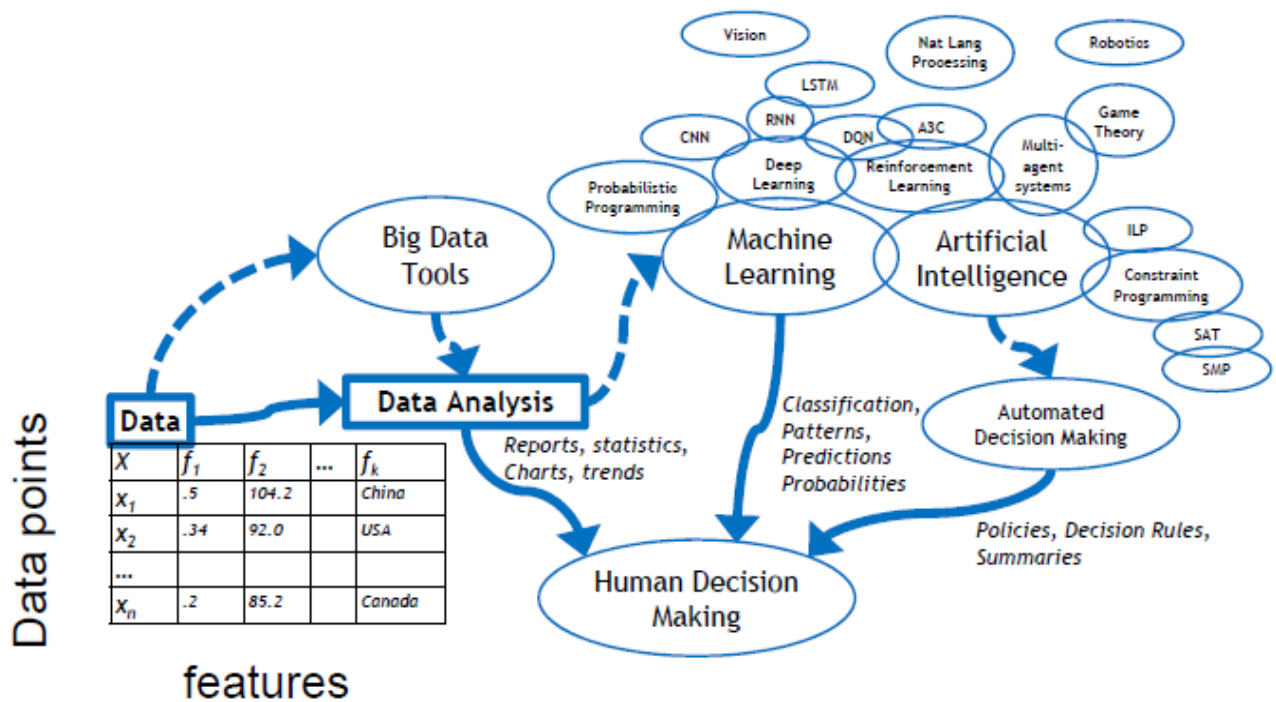 Vision
Nat Lang
Processing
Robotics
LSTM
Game
Theory
RNN
CNN
DQN
A3C
Multi-
agent
systems
Deep
Learning
Reinforcement
Learning
Probabilistic
Programming
Big Data
Tools
Machine
Learning
Artificial
Intelligence
ILP
Constraint
Programming
SAT
SMP
Data
Data Analysis
Reports, statistics,
Charts, trends
Classification,
Patterns,
Predictions
Probabilities
Automated
Decision Making
Policies, Decision Rules,
Summaries
Human Decision
Making
Data points
X f1 f2 ... fk
x1 .5 104.2 China
x2 .34 92.0 USA
...
xn .2 85.2 Canada
features